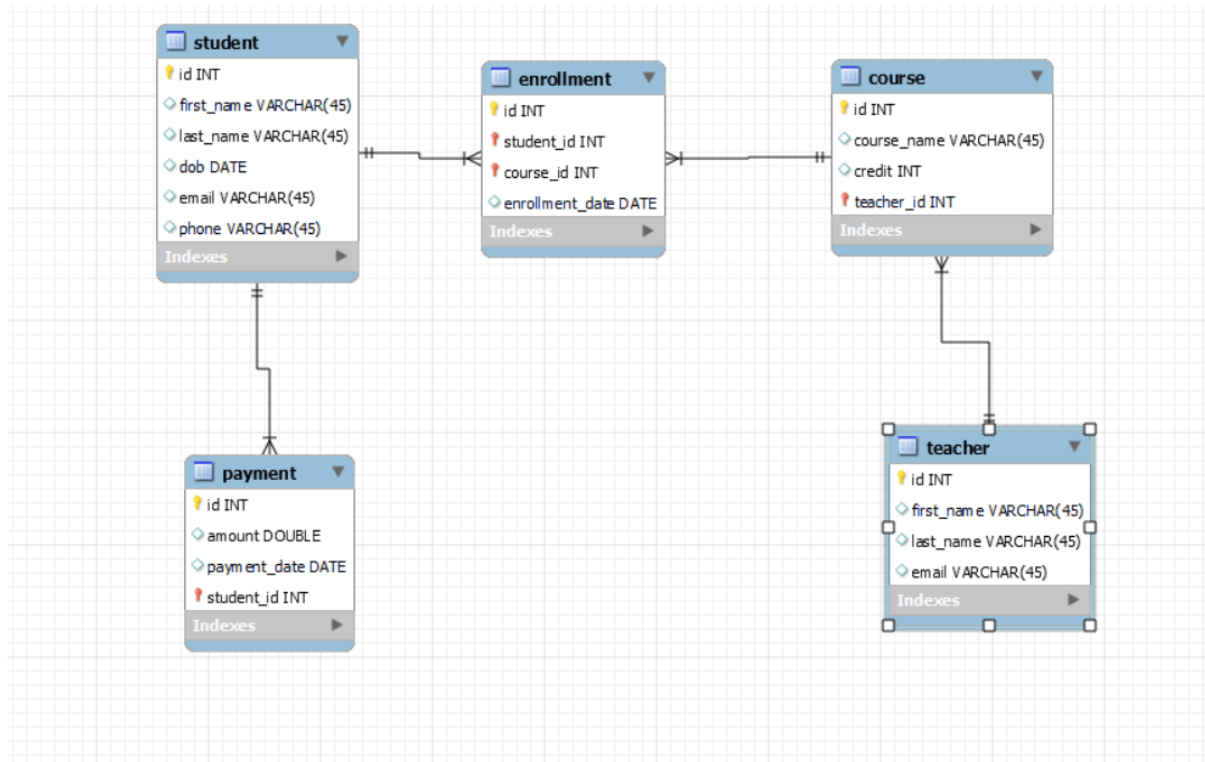 student
id INT
first_name VARCHAR(45)
last_name VARCHAR(45)
dob DATE
email VARCHAR(45)
phone VARCHAR(45)
Indexes
enrollment
id INT
student_id INT
course_id INT
enrollment_date DATE
Indexes
course
id INT
course_name VARCHAR(45)
credit INT
teacher_id INT
Indexes
payment
id INT
amount DOUBLE
payment_date DATE
student_id INT
Indexes
teacher
id INT
first_name VARCHAR(45)
last_name VARCHAR(45)
email VARCHAR(45)
Indexes